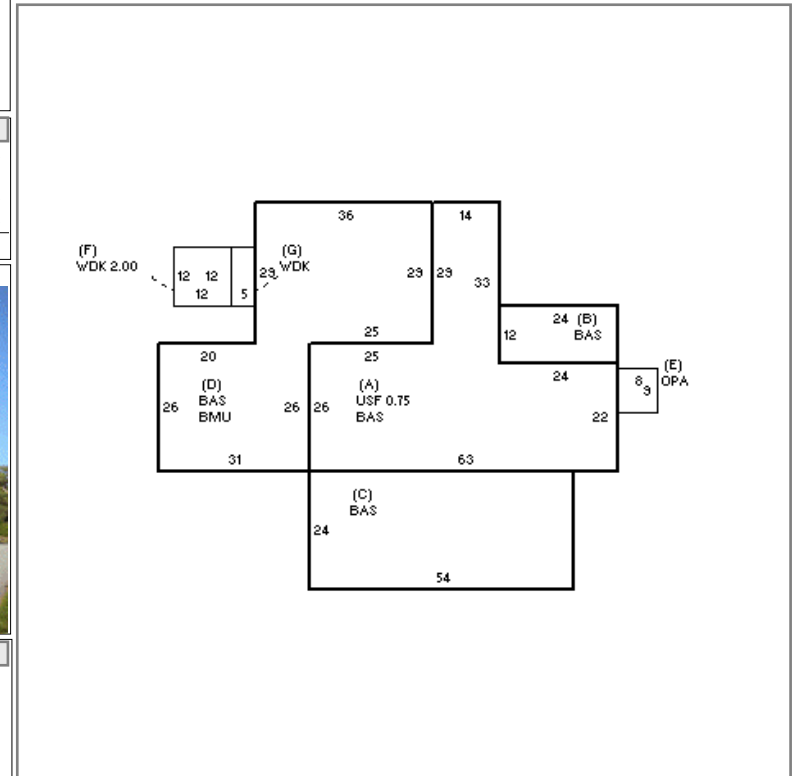 36
14
(F)
WDK 2.00
12 12
12
5
29
(G)
WDK
29
29
33
24 (B)
BAS
12
24
25
25
20
(E)
OPA
8
9
(D)
BAS
BMU
26
26
26
(A)
USF 0.75
BAS
22
31
63
(C)
BAS
24
54